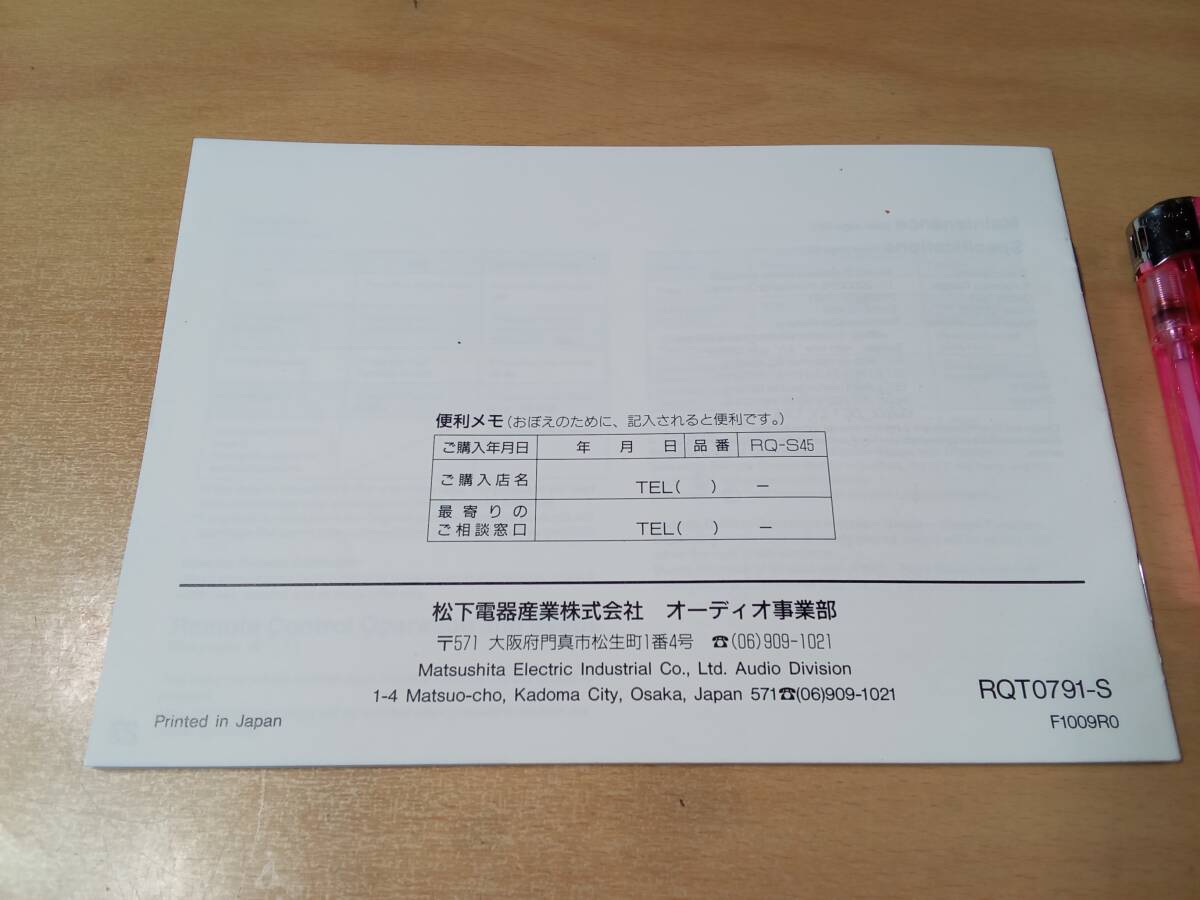 便利メモ(おぼえのために、記入されると便利です。)
ご購入年月日 年 月 日 品番 RQ-S45
ご購入店名 TEL( ) −
最寄りの
ご相談窓口 TEL( ) −
松下電器産業株式会社 オーディオ事業部
〒571 大阪府門真市松生町1番4号 ☎(06)909-1021
Matsushita Electric Industrial Co., Ltd. Audio Division
1-4 Matsuo-cho, Kadoma City, Osaka, Japan 571☎(06)909-1021
RQT0791-S
Printed in Japan
F1009R0